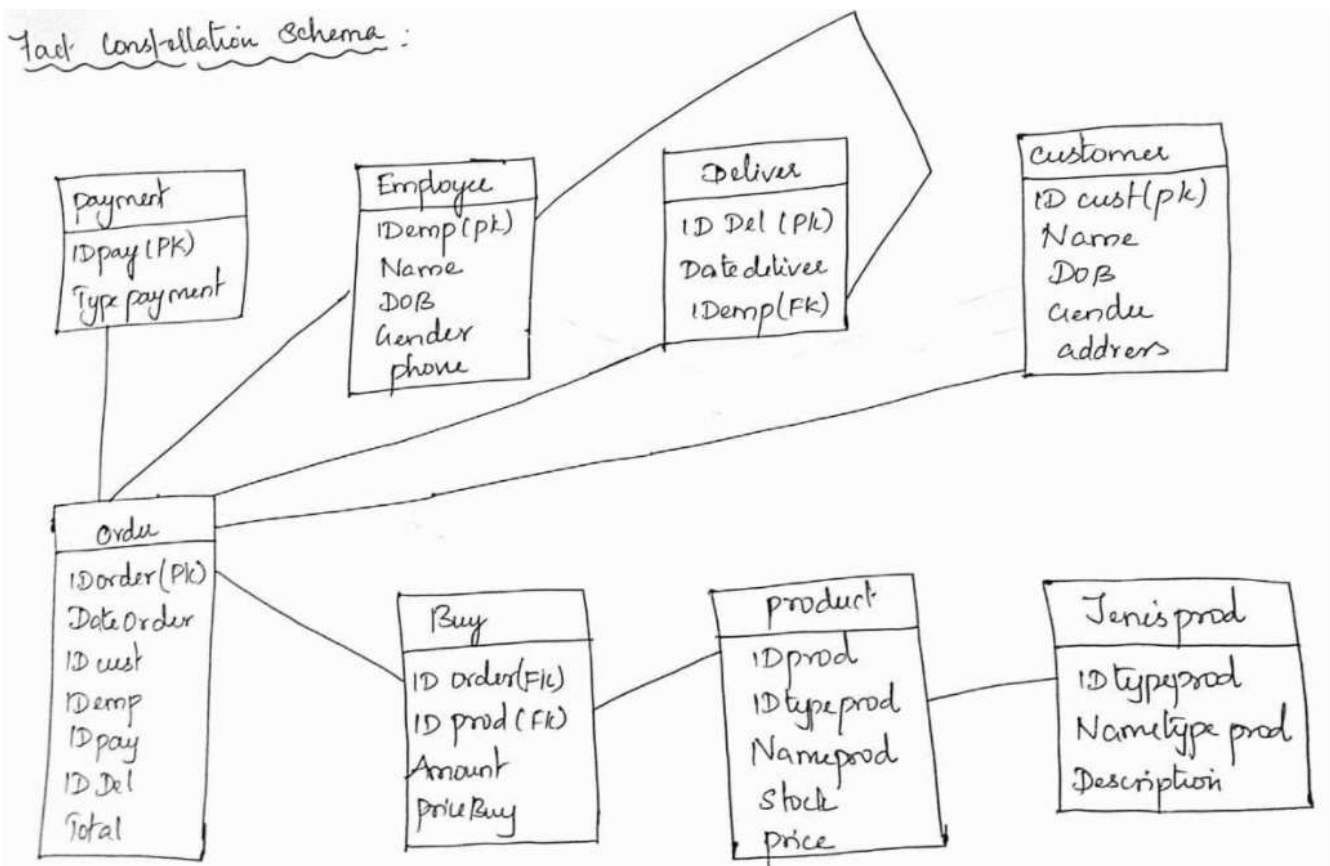 Fact Constellation Schema :
Payment
IDpay (PK)
Type payment
Employee
IDemp (pk)
Name
DOB
Gender
phone
Deliver
ID Del (Pk)
Datedeliver
IDemp (FK)
customer
ID cust (pk)
Name
DOB
Gender
address
order
IDorder (Pk)
DateOrder
ID cust
IDemp
IDpay
ID Del
Total
Buy
ID order (Fk)
ID prod (Fk)
Amount
priceBuy
product
IDprod
IDtypeprod
Nameprod
Stock
price
Jenisprod
IDtypeprod
Nametype prod
Description